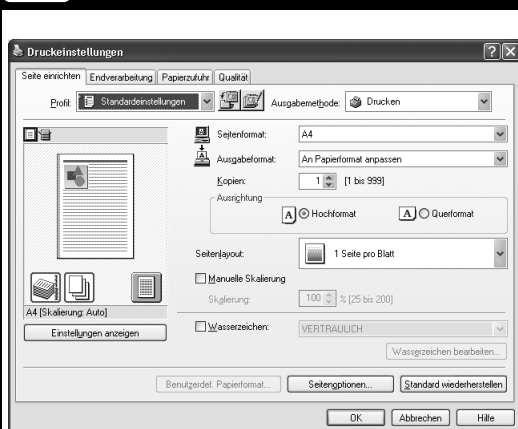 Druckeinstellungen
Seite einrichten Endverarbeitung Papierzufuhr Qualität
Profil: Standardeinstellungen Ausgabemethode: Drucken
Seitenformat: A4
Ausgabeformat: An Papierformat anpassen
Kopien: 1 [1 bis 999]
Ausrichtung
A Hochformat A Querformat
Seitenlayout: 1 Seite pro Blatt
Manuelle Skalierung
Skalierung: 100 % [25 bis 200]
A4 [Skalierung: Auto]
Einstellungen anzeigen
Wasserzeichen: VERTRAULICH
Wasserzeichen bearbeiten...
Benutzerdef. Papierformat... Seitenoptionen... Standard wiederherstellen
OK Abbrechen Hilfe